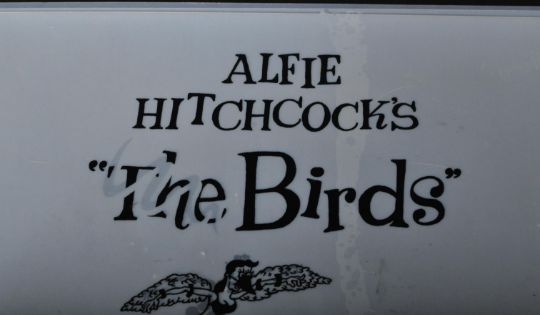 ALFIE
HITCHCOCK'S
"The Birds"